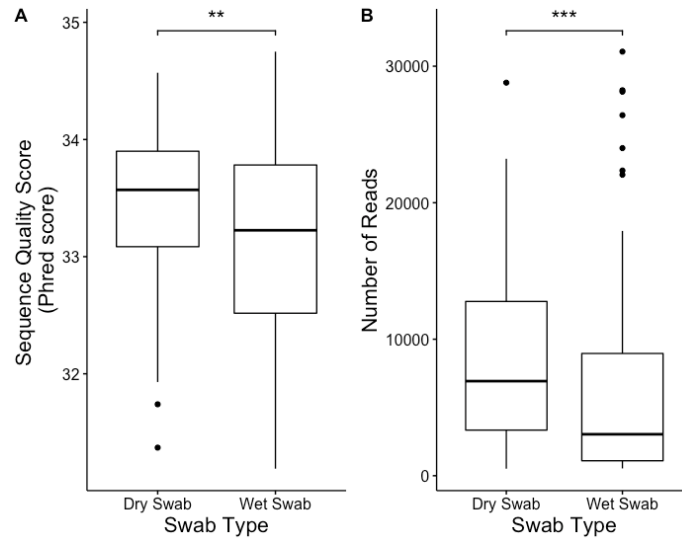 A
**
35
34
33
32
Sequence Quality Score
(Phred score)
Dry Swab
Wet Swab
Swab Type
B
***
30000
20000
10000
0
Number of Reads
Dry Swab
Wet Swab
Swab Type